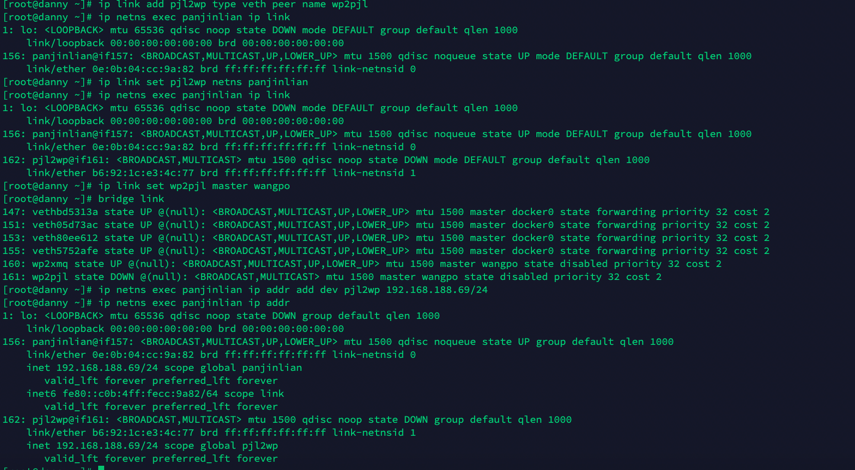 [root@danny ~]# ip link add pjl2wp type veth peer name wp2pjl
[root@danny ~]# ip netns exec panjinlian ip link
1: lo: <LOOPBACK> mtu 65536 qdisc noop state DOWN mode DEFAULT group default qlen 1000
    link/loopback 00:00:00:00:00:00 brd 00:00:00:00:00:00
156: panjinlian@if157: <BROADCAST,MULTICAST,UP,LOWER_UP> mtu 1500 qdisc noqueue state UP mode DEFAULT group default qlen 1000
    link/ether 0e:0b:04:cc:9a:82 brd ff:ff:ff:ff:ff:ff link-netnsid 0
[root@danny ~]# ip link set pjl2wp netns panjinlian
[root@danny ~]# ip netns exec panjinlian ip link
1: lo: <LOOPBACK> mtu 65536 qdisc noop state DOWN mode DEFAULT group default qlen 1000
    link/loopback 00:00:00:00:00:00 brd 00:00:00:00:00:00
156: panjinlian@if157: <BROADCAST,MULTICAST,UP,LOWER_UP> mtu 1500 qdisc noqueue state UP mode DEFAULT group default qlen 1000
    link/ether 0e:0b:04:cc:9a:82 brd ff:ff:ff:ff:ff:ff link-netnsid 0
162: pjl2wp@if161: <BROADCAST,MULTICAST> mtu 1500 qdisc noop state DOWN mode DEFAULT group default qlen 1000
    link/ether b6:92:1c:e3:4c:77 brd ff:ff:ff:ff:ff:ff link-netnsid 1
[root@danny ~]# ip link set wp2pjl master wangpo
[root@danny ~]# bridge link
147: vethbd5313a state UP @(null): <BROADCAST,MULTICAST,UP,LOWER_UP> mtu 1500 master docker0 state forwarding priority 32 cost 2
151: veth05d73ac state UP @(null): <BROADCAST,MULTICAST,UP,LOWER_UP> mtu 1500 master docker0 state forwarding priority 32 cost 2
153: veth80ee612 state UP @(null): <BROADCAST,MULTICAST,UP,LOWER_UP> mtu 1500 master docker0 state forwarding priority 32 cost 2
155: veth5752afe state UP @(null): <BROADCAST,MULTICAST,UP,LOWER_UP> mtu 1500 master docker0 state forwarding priority 32 cost 2
160: wp2xmq state UP @(null): <BROADCAST,MULTICAST,UP,LOWER_UP> mtu 1500 master wangpo state disabled priority 32 cost 2
161: wp2pjl state DOWN @(null): <BROADCAST,MULTICAST> mtu 1500 master wangpo state disabled priority 32 cost 2
[root@danny ~]# ip netns exec panjinlian ip addr add dev pjl2wp 192.168.188.69/24
[root@danny ~]# ip netns exec panjinlian ip addr
1: lo: <LOOPBACK> mtu 65536 qdisc noop state DOWN group default qlen 1000
    link/loopback 00:00:00:00:00:00 brd 00:00:00:00:00:00
156: panjinlian@if157: <BROADCAST,MULTICAST,UP,LOWER_UP> mtu 1500 qdisc noqueue state UP group default qlen 1000
    link/ether 0e:0b:04:cc:9a:82 brd ff:ff:ff:ff:ff:ff link-netnsid 0
    inet 192.168.188.69/24 scope global panjinlian
       valid_lft forever preferred_lft forever
    inet6 fe80::c0b:4ff:fecc:9a82/64 scope link
       valid_lft forever preferred_lft forever
162: pjl2wp@if161: <BROADCAST,MULTICAST> mtu 1500 qdisc noop state DOWN group default qlen 1000
    link/ether b6:92:1c:e3:4c:77 brd ff:ff:ff:ff:ff:ff link-netnsid 1
    inet 192.168.188.69/24 scope global pjl2wp
       valid_lft forever preferred_lft forever